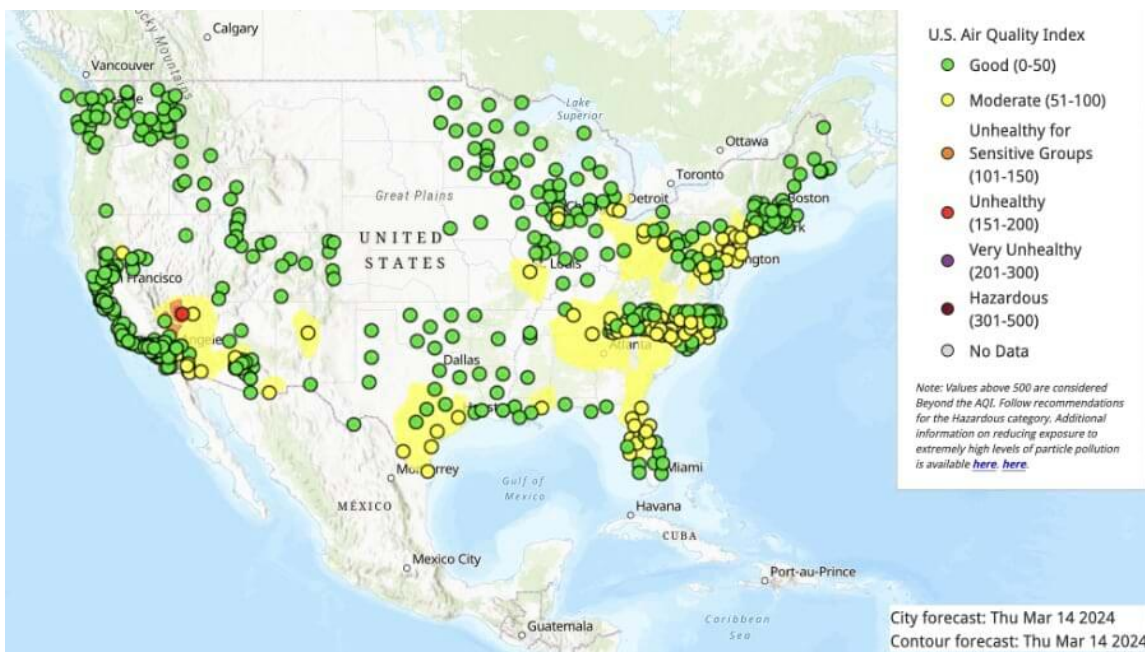 Calgary
Rocky Mountains
Vancouver
Lake
Superior
Ottawa
Toronto
Great Plains
Detroit
Boston
UNITED
STATES
Dallas
Atlanta
Miami
Gulf of
Mexico
MÉXICO
Havana
CUBA
Mexico City
Port-au-Prince
Caribbean
Sea
Guatemala
U.S. Air Quality Index
Good (0-50)
Moderate (51-100)
Unhealthy for
Sensitive Groups
(101-150)
Unhealthy
(151-200)
Very Unhealthy
(201-300)
Hazardous
(301-500)
No Data
Note: Values above 500 are considered
Beyond the AQI. Follow recommendations
for the Hazardous category. Additional
information on reducing exposure to
extremely high levels of particle pollution
is available here. here.
City forecast: Thu Mar 14 2024
Contour forecast: Thu Mar 14 2024